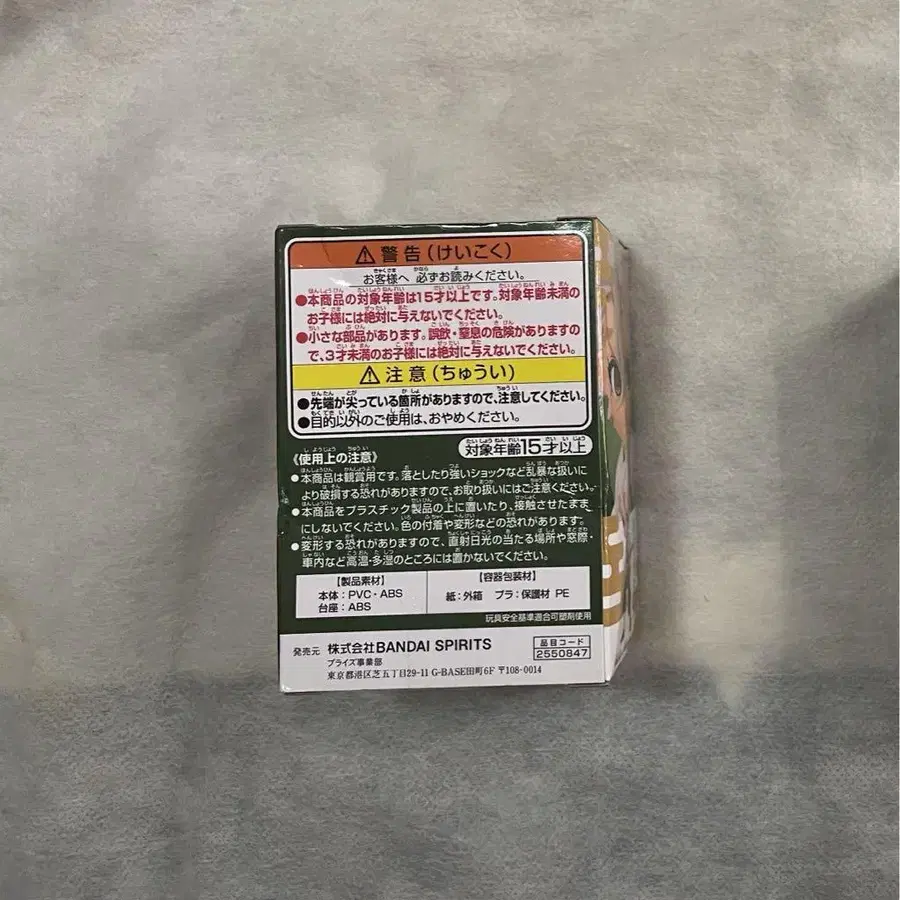 ⚠警告(けいこく)
お客様へ 必ずお読みください。
●本商品の対象年齢は15才以上です。対象年齢未満の
お子様には絶対に与えないでください。
●小さな部品があります。誤飲・窒息の危険がありますの
で、3才未満のお子様には絶対に与えないでください。
⚠注意(ちゅうい)
●先端が尖っている箇所がありますので、注意してください。
●目的以外のご使用は、おやめください。
対象年齢15才以上
《使用上の注意》
●本商品は観賞用です。落としたり強いショックなど乱暴な扱いに
より破損する恐れがありますので、お取り扱いにはご注意ください。
●本商品をプラスチック製品の上に置いたり、接触させたまま
にしないでください。色の付着や変形などの恐れがあります。
●変形する恐れがありますので、直射日光の当たる場所や窓際・
車内など高温・多湿のところには置かないでください。
【製品素材】
本体:PVC・ABS
台座:ABS
【容器包装材】
紙:外箱 プラ:保護材 PE
玩具安全基準適合可塑剤使用
発売元 株式会社BANDAI SPIRITS
プライズ事業部
東京都港区芝五丁目29-11 G-BASE田町6F 〒108-0014
品目コード
2550847